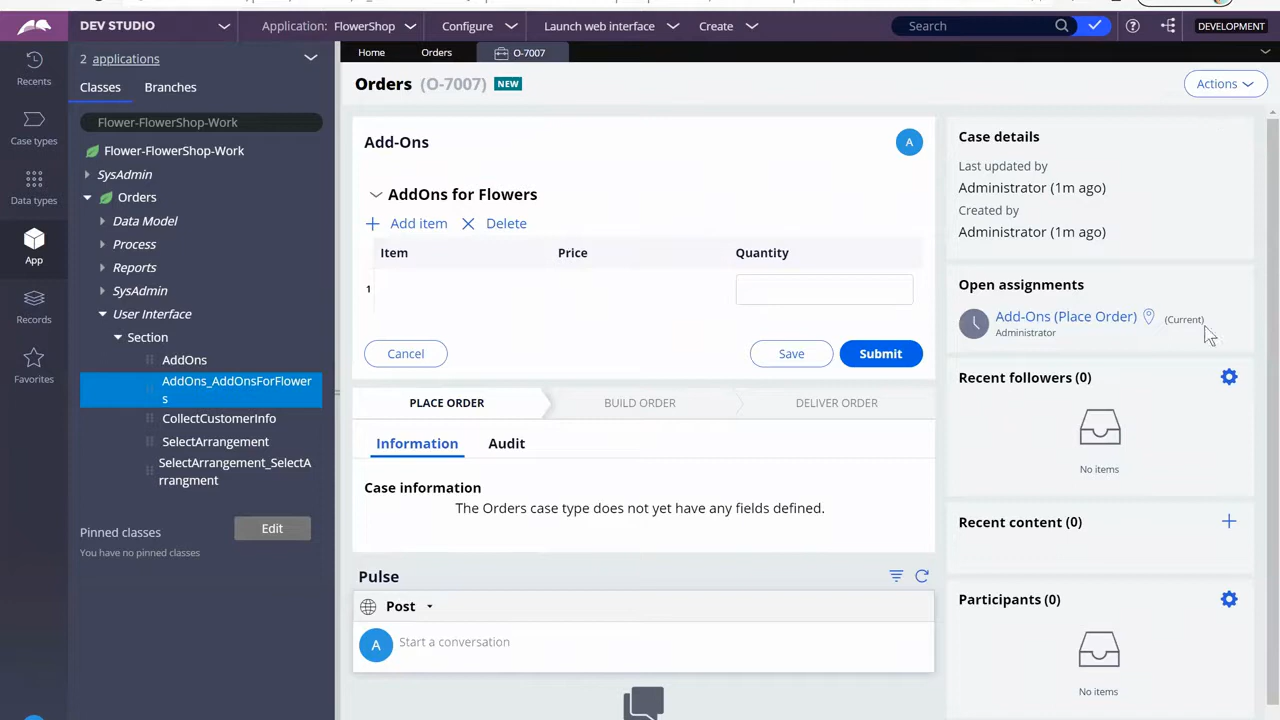 DEV STUDIO
Application: FlowerShop
Configure
Launch web interface
Create
Search
DEVELOPMENT
Recents
Case types
Data types
App
Records
Favorites
2 applications
Classes
Branches
Flower-FlowerShop-Work
Flower-FlowerShop-Work
SysAdmin
Orders
Data Model
Process
Reports
SysAdmin
User Interface
Section
AddOns
AddOns_AddOnsForFlower
s
CollectCustomerInfo
SelectArrangement
SelectArrangement_SelectA
rrangment
Pinned classes
Edit
You have no pinned classes
Home
Orders
O-7007
Orders (O-7007) NEW
Actions
Add-Ons
A
AddOns for Flowers
Add item
Delete
Item Price Quantity
1
Cancel
Save
Submit
PLACE ORDER
BUILD ORDER
DELIVER ORDER
Information
Audit
Case information
The Orders case type does not yet have any fields defined.
Pulse
Post
A
Start a conversation
Case details
Last updated by
Administrator (1m ago)
Created by
Administrator (1m ago)
Open assignments
Add-Ons (Place Order) (Current)
Administrator
Recent followers (0)
No items
Recent content (0)
Participants (0)
No items